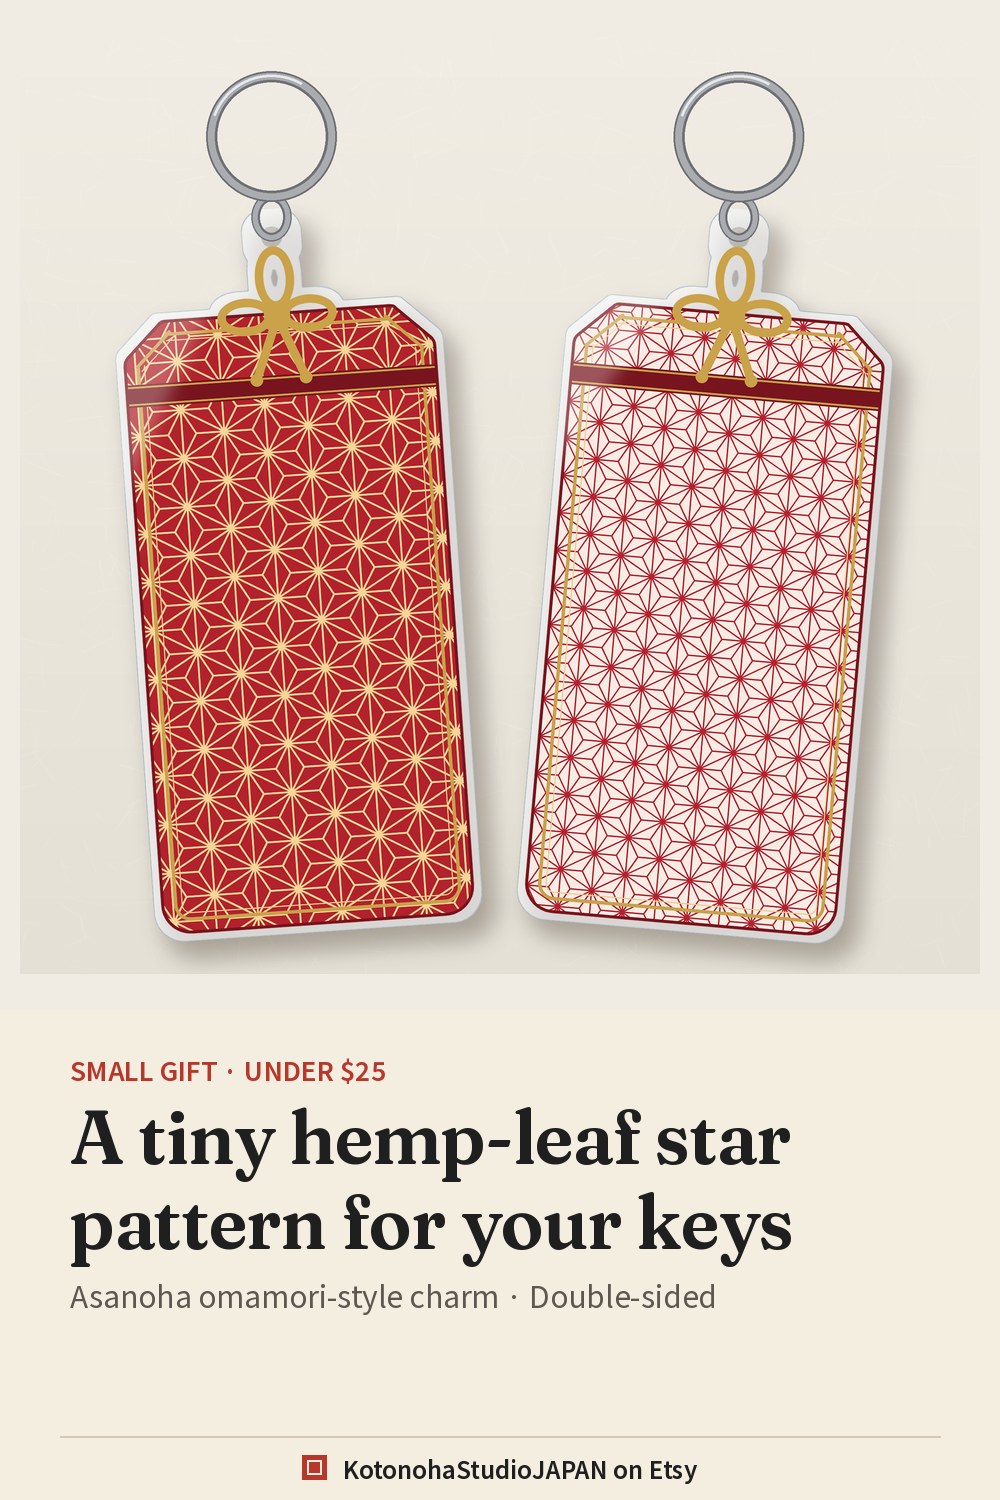 SMALL GIFT · UNDER $25
A tiny hemp-leaf star
pattern for your keys
Asanoha omamori-style charm · Double-sided
KotonohaStudioJAPAN on Etsy